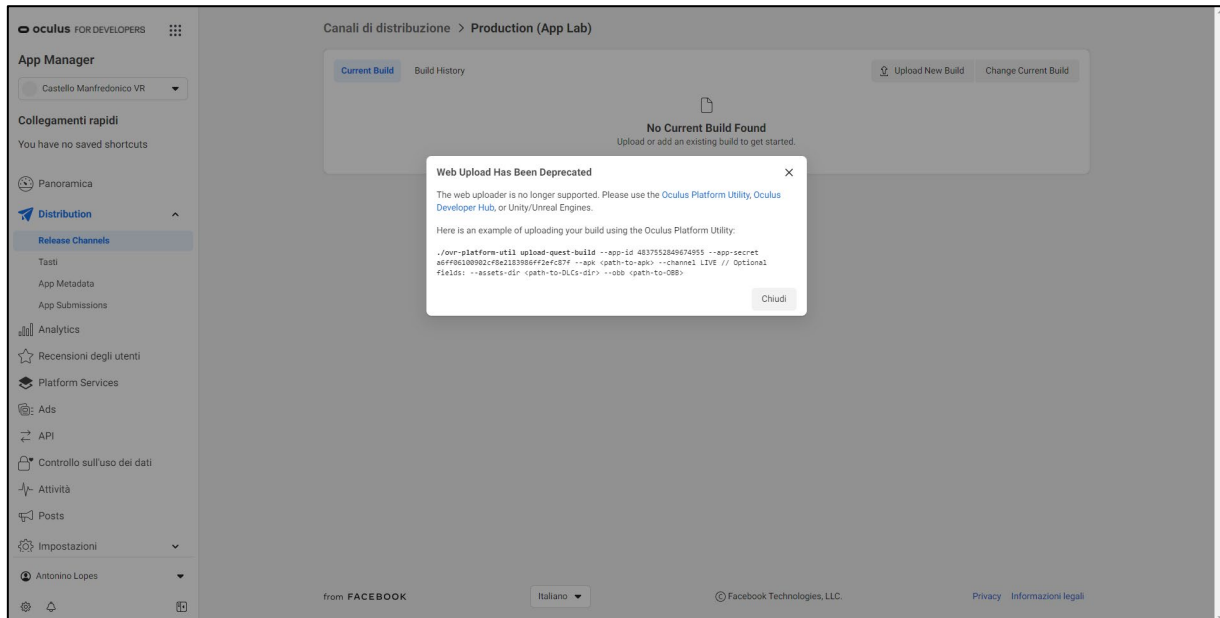 oculus FOR DEVELOPERS
App Manager
Castello Manfredonico VR
Collegamenti rapidi
You have no saved shortcuts
Panoramica
Distribution
Release Channels
Tasti
App Metadata
App Submissions
Analytics
Recensioni degli utenti
Platform Services
Ads
API
Controllo sull'uso dei dati
Attività
Posts
Impostazioni
Antonino Lopes
Canali di distribuzione > Production (App Lab)
Current Build Build History Upload New Build Change Current Build
No Current Build Found
Upload or add an existing build to get started.
Web Upload Has Been Deprecated
The web uploader is no longer supported. Please use the Oculus Platform Utility, Oculus
Developer Hub, or Unity/Unreal Engines.
Here is an example of uploading your build using the Oculus Platform Utility:
./ovr-platform-util upload-quest-build --app-id 4837552849674955 --app-secret
a6ff06100902cf8e2183986ff2efc87f --apk <path-to-apk> --channel LIVE // Optional
fields: --assets-dir <path-to-DLCs-dir> --obb <path-to-OBB>
Chiudi
from FACEBOOK Italiano © Facebook Technologies, LLC. Privacy Informazioni legali